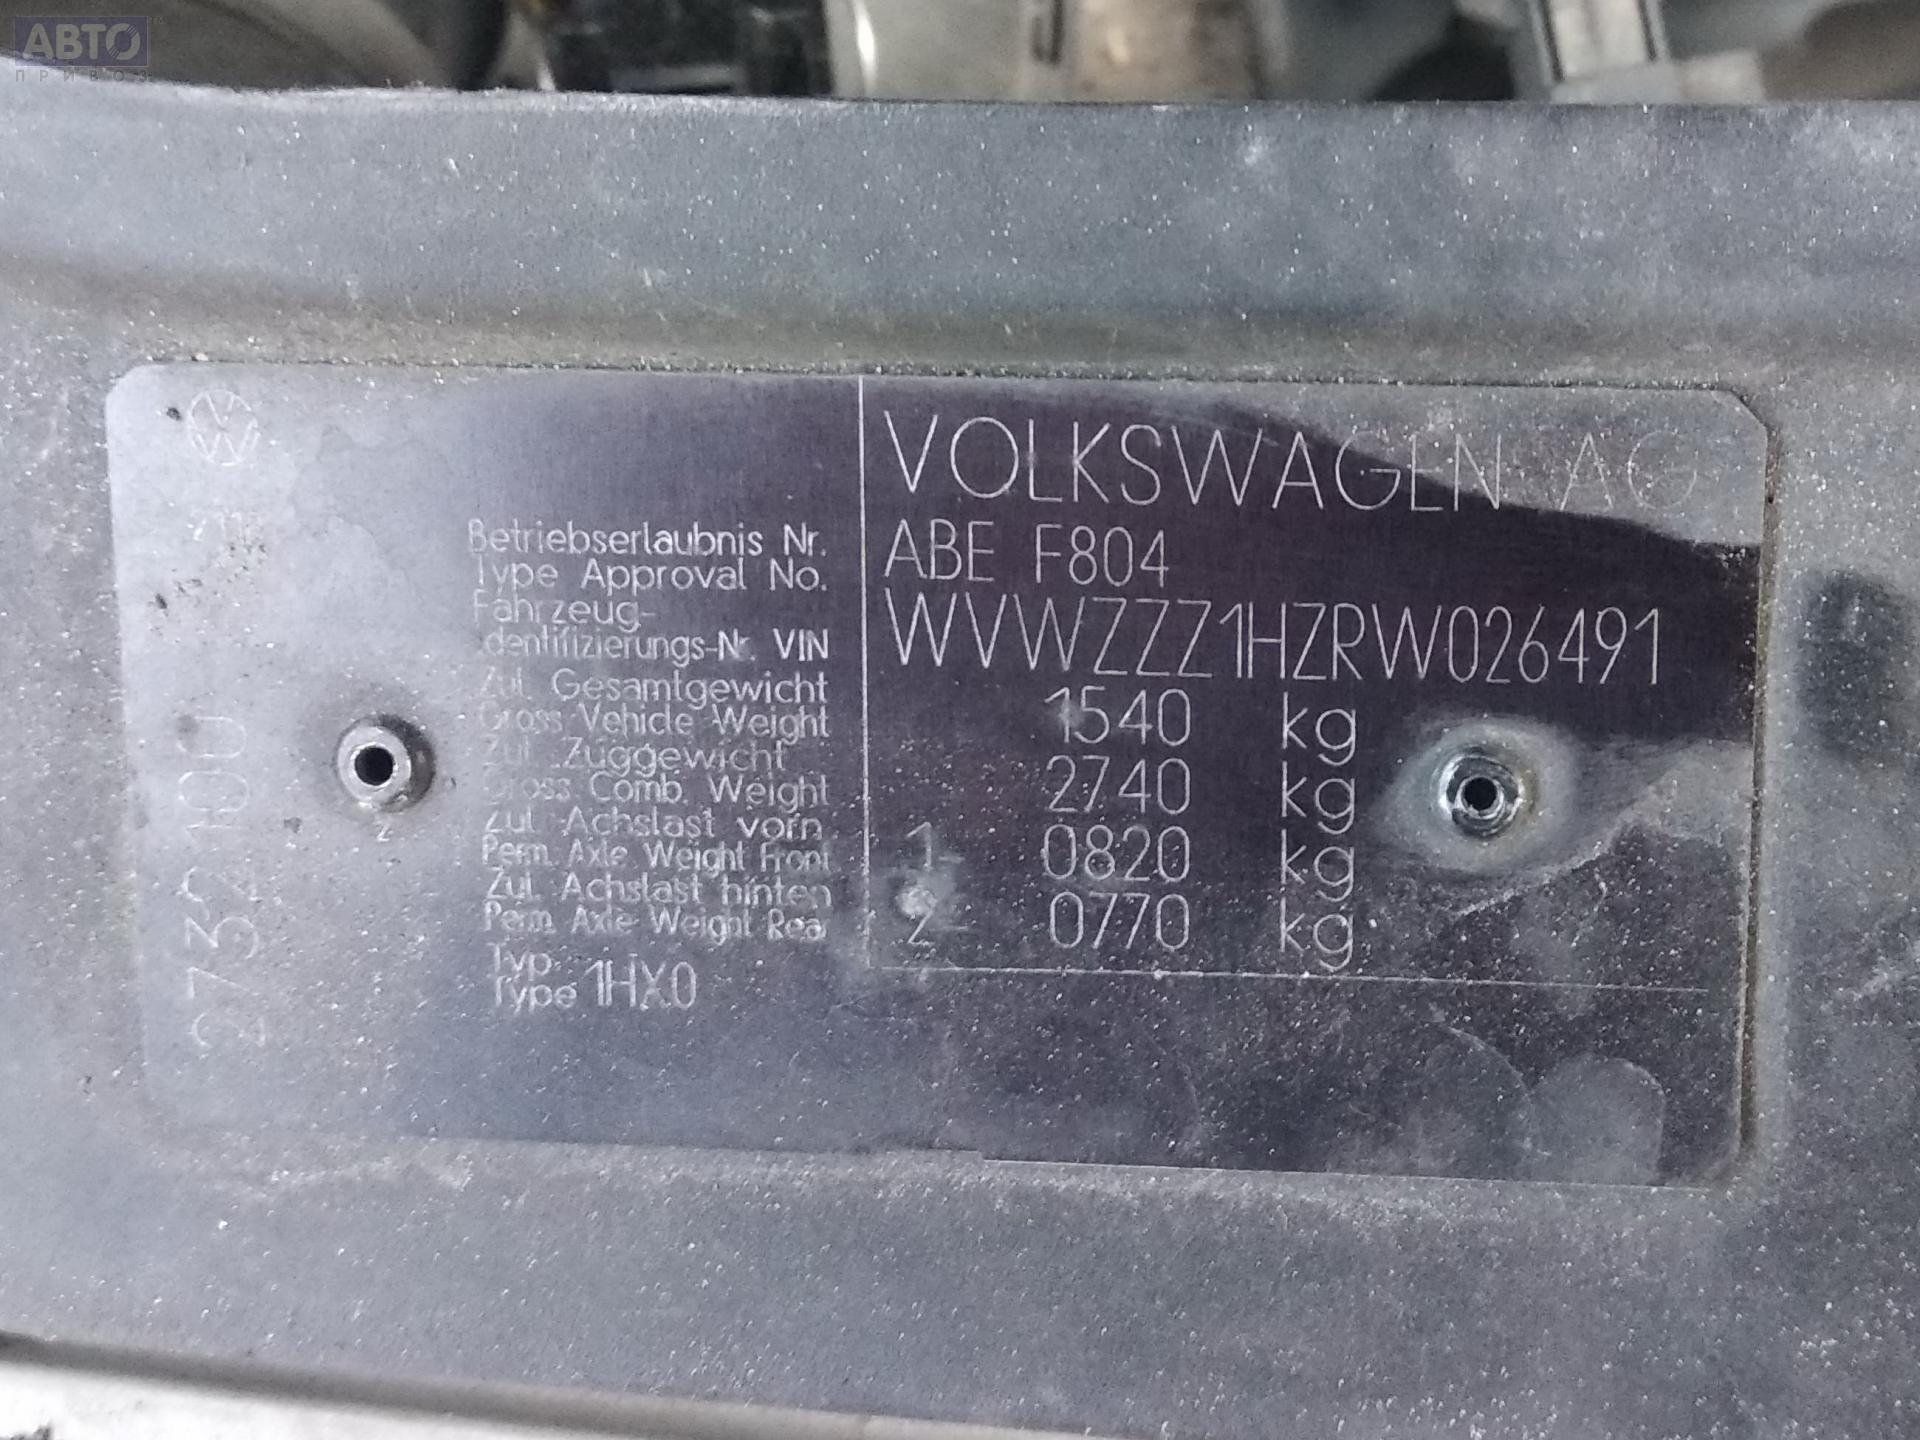 АВТО
ПРИВОЗ
VOLKSWAGEN AG
Betriebserlaubnis Nr.
Type Approval No.
ABE F804
Fahrzeug-
Identifizierungs-Nr. VIN
WVWZZZ1HZRW026491
Zul. Gesamtgewicht
Gross Vehicle Weight
1540 kg
Zul. Zuggewicht
Gross Comb. Weight
2740 kg
Zul. Achslast vorn
Perm. Axle Weight Front
1- 0820 kg
Zul. Achslast hinten
Perm. Axle Weight Rear
2- 0770 kg
Typ
Type 1HX0